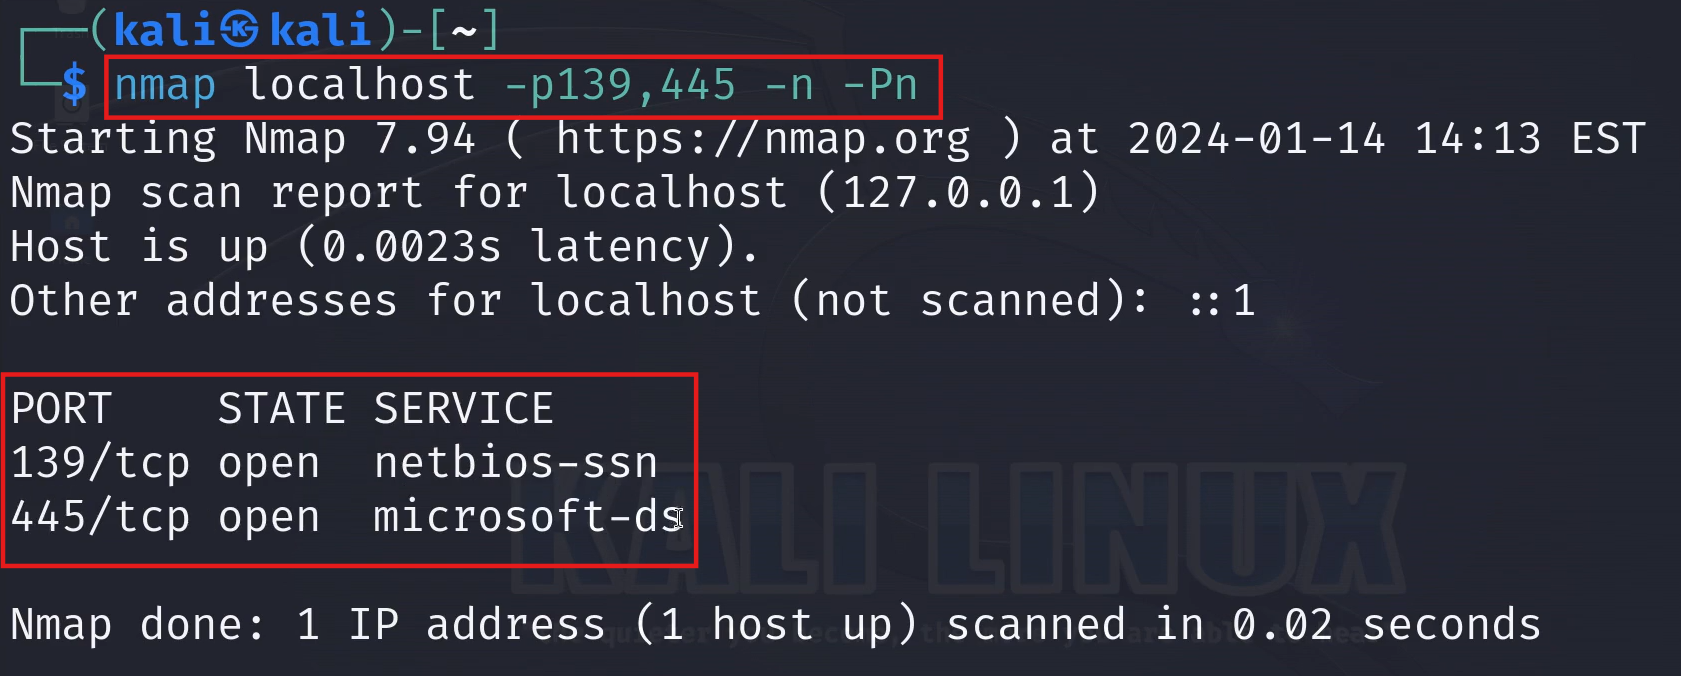 (kali㉿kali)-[~]
$ nmap localhost -p139,445 -n -Pn
Starting Nmap 7.94 ( https://nmap.org ) at 2024-01-14 14:13 EST
Nmap scan report for localhost (127.0.0.1)
Host is up (0.0023s latency).
Other addresses for localhost (not scanned): ::1
PORT    STATE SERVICE
139/tcp open  netbios-ssn
445/tcp open  microsoft-ds
KALI LINUX
Nmap done: 1 IP address (1 host up) scanned in 0.02 seconds